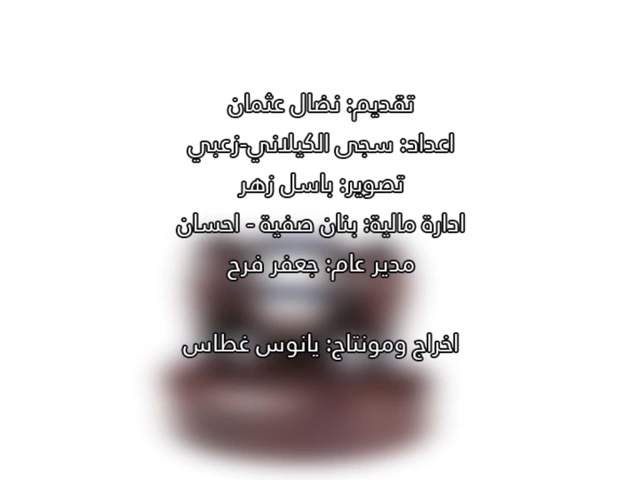 تقديم: نضال عثمان
اعداد: سجى الكيلاني-زعبي
تصوير: باسل زهر
ادارة مالية: بنان صفية - احسان
مدير عام: جعفر فرح
اخراج ومونتاج: يانوس غطاس